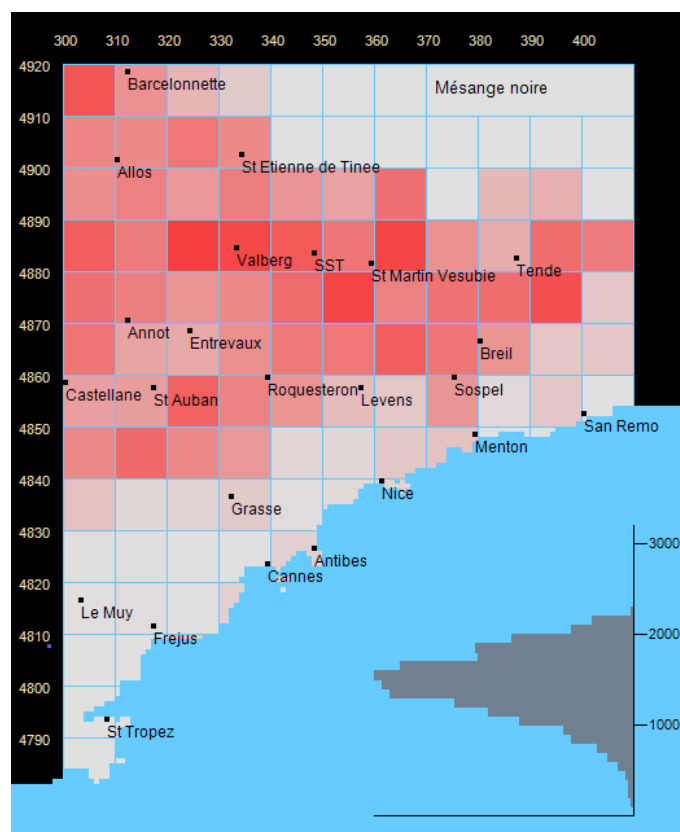 300 310 320 330 340 350 360 370 380 390 400
4920
Barcelonnette
Mésange noire
4910
St Etienne de Tinee
Allos
4900
4890
Valberg
SST
St Martin Vesubie
Tende
4880
4870
Annot
Entrevaux
Breil
4860
Castellane
St Auban
Roquesteron
Levens
Sospel
4850
San Remo
Menton
4840
Nice
Grasse
4830
3000
Antibes
Cannes
4820
Le Muy
2000
4810
Frejus
4800
St Tropez
1000
4790